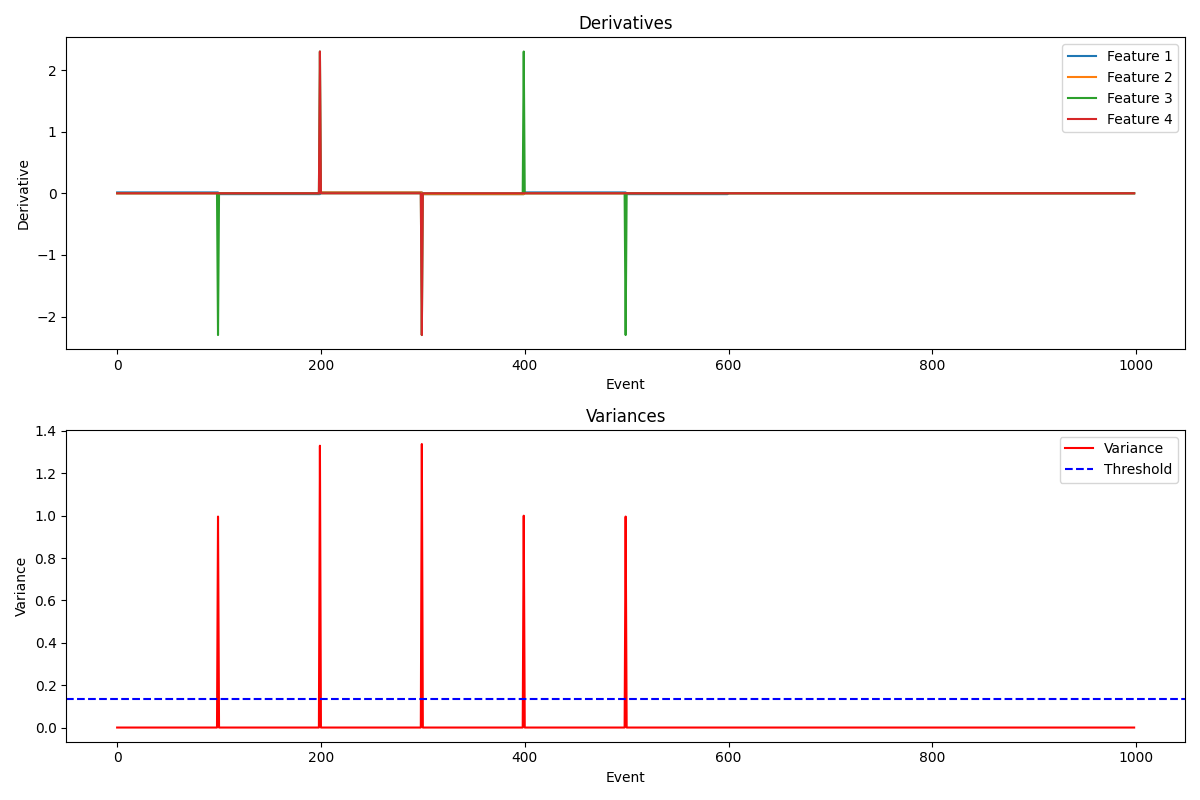 Derivatives
Feature 1
Feature 2
Feature 3
Feature 4
2
1
0
−1
−2
Derivative
0
200
400
600
800
1000
Event
Variances
Variance
Threshold
1.4
1.2
1.0
0.8
0.6
0.4
0.2
0.0
Variance
0
200
400
600
800
1000
Event